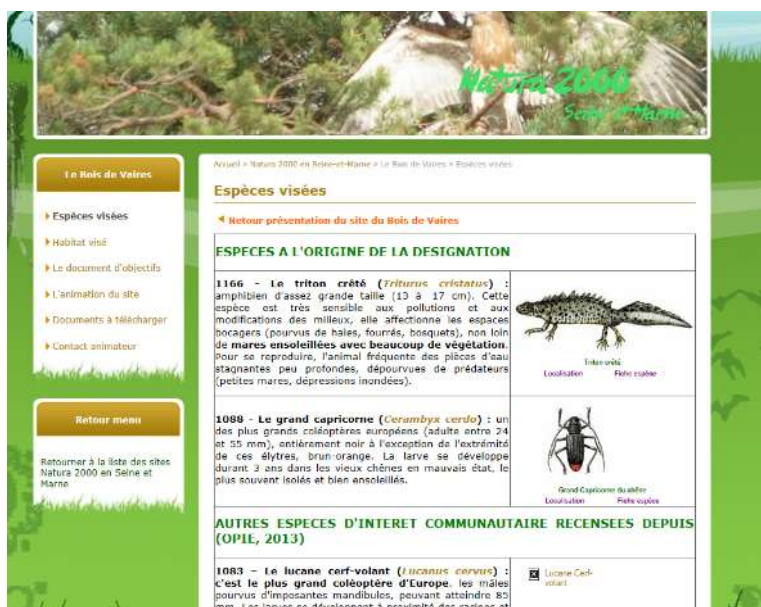 Natura 2000
Seine et Marne
Le Bois de Vaires
Espèces visées
Habitat visé
Le document d'objectifs
L'animation du site
Documents à télécharger
Contact animateur
Retour menu
Retourner à la liste des sites
Natura 2000 en Seine et
Marne
Accueil » Natura 2000 en Seine-et-Marne » Le Bois de Vaires » Espèces visées
Espèces visées
Retour présentation du site du Bois de Vaires
ESPECES A L'ORIGINE DE LA DESIGNATION
1166 - Le triton crêté (Triturus cristatus) :
amphibien d'assez grande taille (13 à 17 cm). Cette
espèce est très sensible aux pollutions et aux
modifications des milieux, elle affectionne les espaces
bocagers (pourvus de haies, fourrés, bosquets), non loin
de mares ensoleillées avec beaucoup de végétation.
Pour se reproduire, l'animal fréquente des pièces d'eau
stagnantes peu profondes, dépourvues de prédateurs
(petites mares, dépressions inondées).
Triton crêté
Localisation Fiche espèce
1088 - Le grand capricorne (Cerambyx cerdo) : un
des plus grands coléoptères européens (adulte entre 24
et 55 mm), entièrement noir à l'exception de l'extrémité
de ces élytres, brun-orange. La larve se développe
durant 3 ans dans les vieux chênes en mauvais état, le
plus souvent isolés et bien ensoleillés.
Grand Capricorne du chêne
Localisation Fiche espèce
AUTRES ESPECES D'INTERET COMMUNAUTAIRE RECENSEES DEPUIS
(OPIE, 2013)
1083 – Le lucane cerf-volant (Lucanus cervus) :
c'est le plus grand coléoptère d'Europe. les mâles
pourvus d'imposantes mandibules, peuvent atteindre 85
mm. Les larves se développent à proximité des racines et
Lucane Cerf-
volant